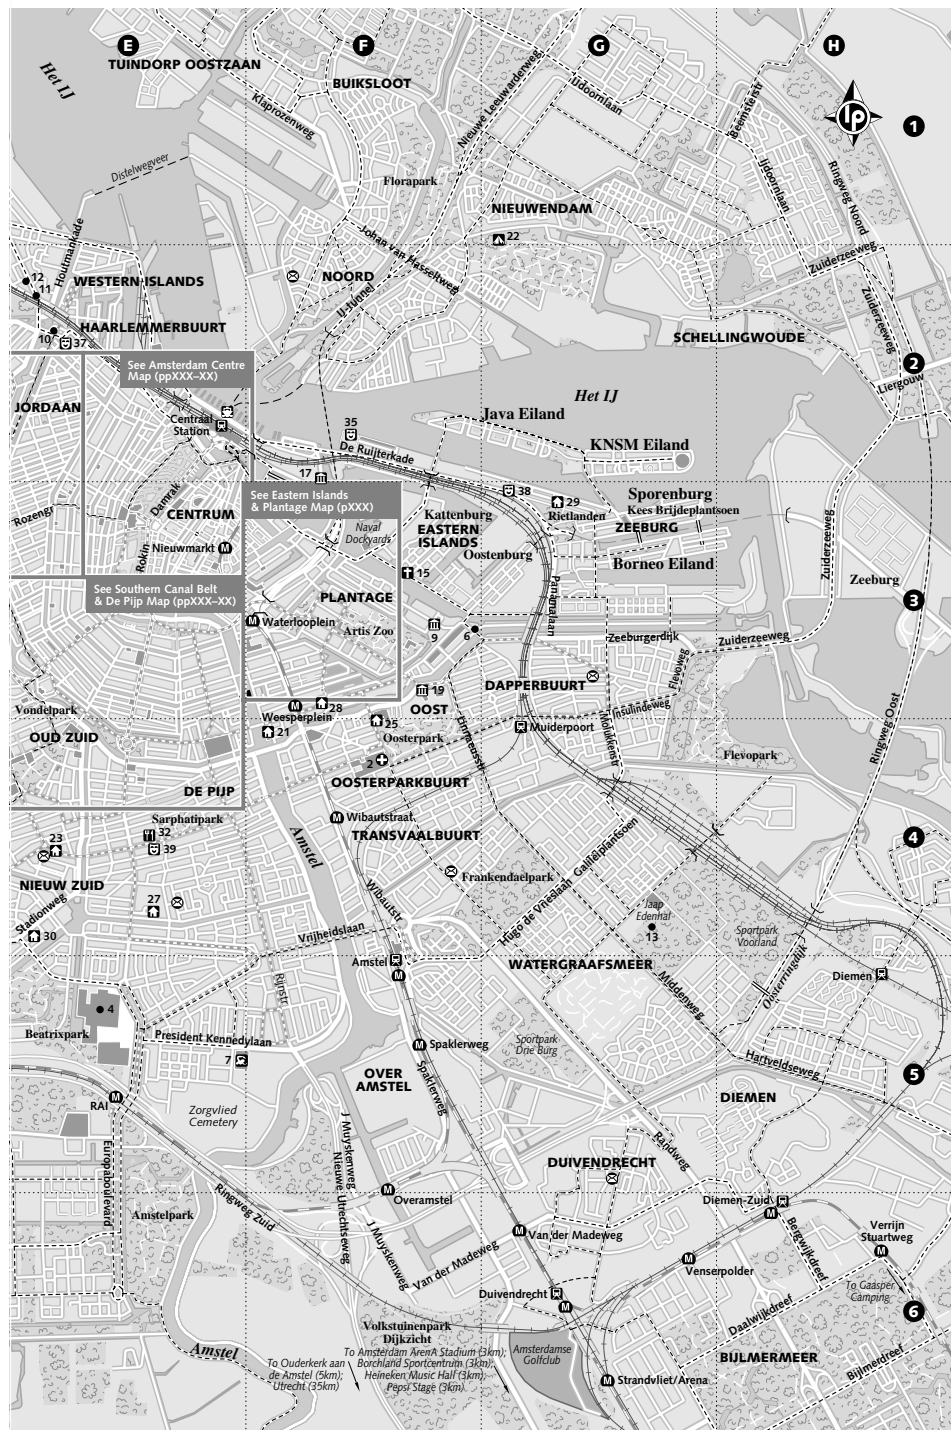 E
F
G
H
TUINDORP OOSTZAAN
Het IJ
BUIKSLOOT
Klaprozenweg
Nieuwe Leeuwarderweg
IJdoornlaan
Beemsterstr
lp
1
Distelwegveer
Florapark
IJdoornlaan
Ringweg Noord
NIEUWENDAM
Johan van Hasseltweg
22
Houtmankade
Zuiderzeeweg
12
11
WESTERN ISLANDS
NOORD
IJ-tunnel
Zuiderzeeweg
HAARLEMMERBUURT
10
37
SCHELLINGWOUDE
See Amsterdam Centre
Map (ppXXX–XX)
2
Liergouw
Het IJ
JORDAAN
Java Eiland
Centraal
Station
35
De Ruijterkade
KNSM Eiland
17
Damrak
See Eastern Islands
& Plantage Map (pXXX)
38
29
Sporenburg
Rozengr
CENTRUM
Kattenburg
Rietlanden
Kees Brijdeplantsoen
Naval
Dockyards
EASTERN
ISLANDS
ZEEBURG
Rokin
Nieuwmarkt
Oostenburg
Borneo Eiland
Zuiderzeeweg
15
Panamalaan
Zeeburg
See Southern Canal Belt
& De Pijp Map (ppXXX–XX)
PLANTAGE
3
Waterlooplein
Artis Zoo
9
6
Zeeburgerdijk
Zuiderzeeweg
Flevoweg
DAPPERBUURT
19
28
OOST
Vondelpark
Weesperplein
25
Linnaeusstr
Insulindeweg
Ringweg Oost
OUD ZUID
21
Oosterpark
Muiderpoort
Molukkenstr
2
Flevopark
OOSTERPARKBUURT
DE PIJP
Sarphatipark
Wibautstraat
32
TRANSVAALBUURT
4
23
39
Amstel
Galileïplantsoen
NIEUW ZUID
Frankendaelpark
Wibautstr
27
Hugo de Vrieslaan
Jaap
Edenhal
Stadionweg
13
Sportpark
Voorland
30
Vrijheidslaan
Amstel
WATERGRAAFSMEER
Oosterringdijk
Diemen
Rijnstr
Middenweg
4
Beatrixpark
President Kennedylaan
Spaklerweg
Sportpark
Drie Burg
7
Hartveldseweg
OVER
AMSTEL
Spaklerweg
5
RAI
Zorgvlied
Cemetery
DIEMEN
J Muyskenweg
Nieuwe Utrechtseweg
Randweg
Europaboulevard
DUIVENDRECHT
Ringweg Zuid
Overamstel
Diemen-Zuid
Amstelpark
J Muyskenweg
Van der Madeweg
Bergwijkdreef
Verrijn
Stuartweg
Van der Madeweg
Venserpolder
Duivendrecht
To Gaasper
Camping
6
Volkstuinenpark
Dijkzicht
Daalwijkdreef
Amstel
To Amsterdam ArenA Stadium (3km);
Borchland Sportcentrum (3km);
Heineken Music Hall (3km);
Pepsi Stage (3km)
Amsterdamse
Golfclub
BIJLMERMEER
Bijlmerdreef
To Ouderkerk aan
de Amstel (5km);
Utrecht (35km)
Strandvliet/Arena